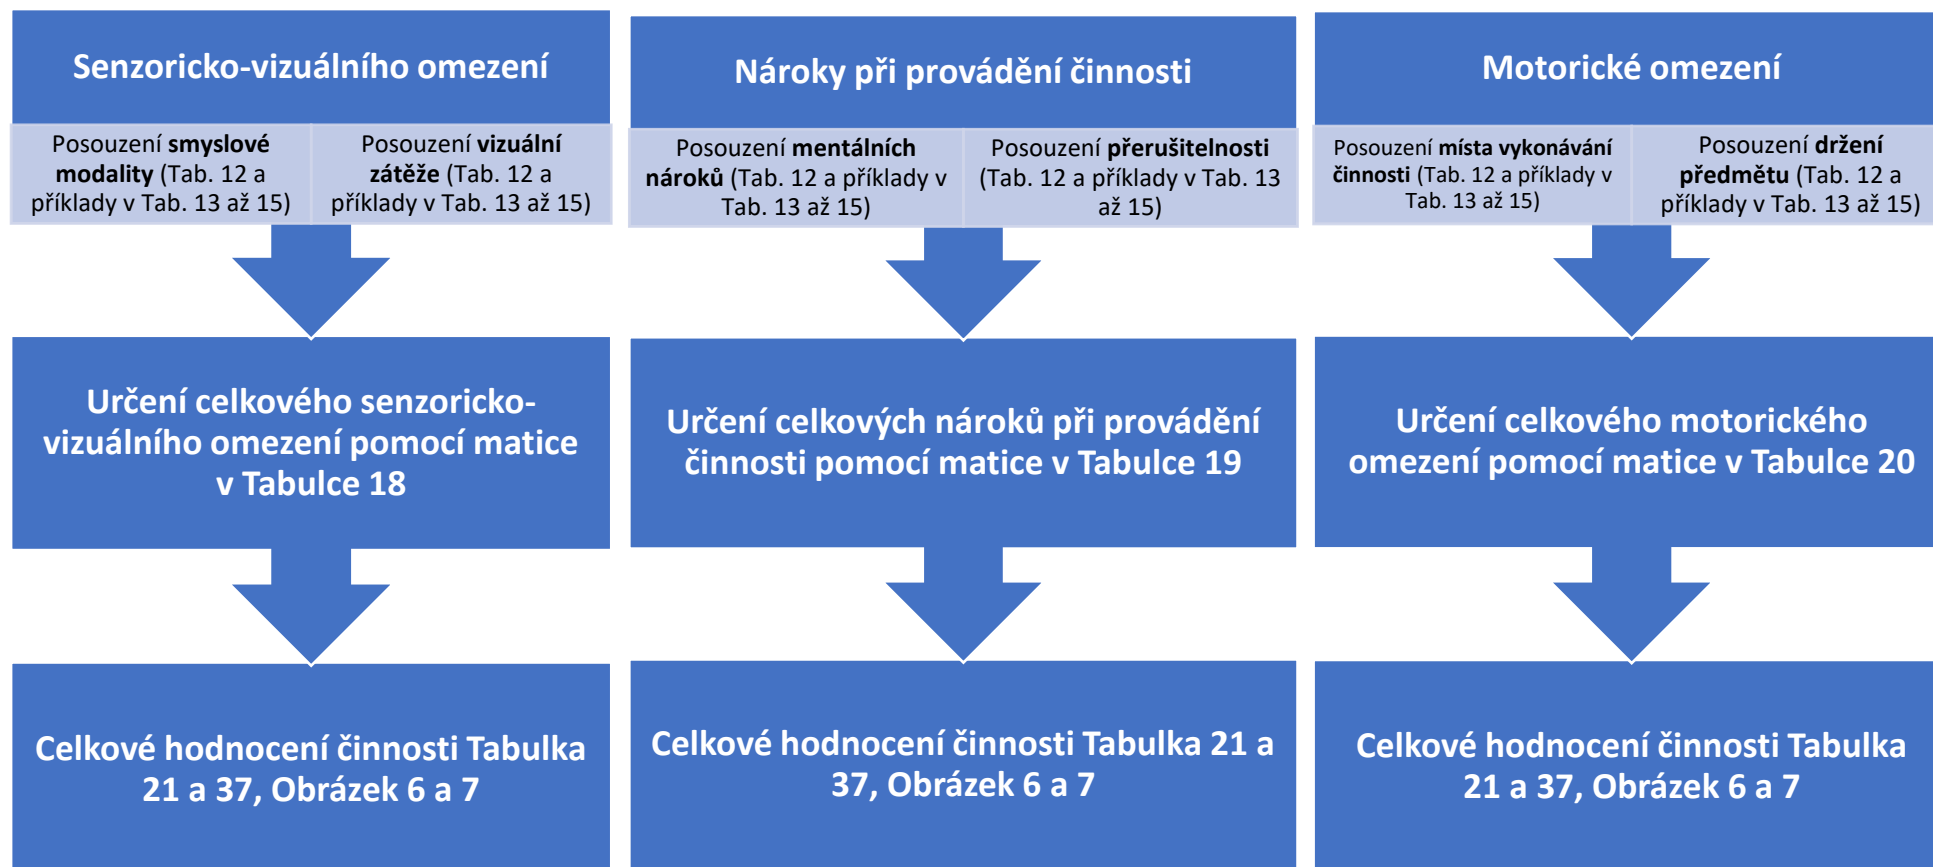 Senzoricko-vizuálního omezení
Posouzení smyslové
modality (Tab. 12 a
příklady v Tab. 13 až 15)
Posouzení vizuální
zátěže (Tab. 12 a
příklady v Tab. 13 až 15)
Určení celkového senzoricko-
vizuálního omezení pomocí matice
v Tabulce 18
Celkové hodnocení činnosti Tabulka
21 a 37, Obrázek 6 a 7
Nároky při provádění činnosti
Posouzení mentálních
nároků (Tab. 12 a příklady v
Tab. 13 až 15)
Posouzení přerušitelnosti
(Tab. 12 a příklady v Tab. 13
až 15)
Určení celkových nároků při provádění
činnosti pomocí matice v Tabulce 19
Celkové hodnocení činnosti Tabulka 21 a
37, Obrázek 6 a 7
Motorické omezení
Posouzení místa vykonávání
činnosti (Tab. 12 a příklady v
Tab. 13 až 15)
Posouzení držení
předmětu (Tab. 12 a
příklady v Tab. 13 až 15)
Určení celkového motorického
omezení pomocí matice v Tabulce 20
Celkové hodnocení činnosti Tabulka
21 a 37, Obrázek 6 a 7